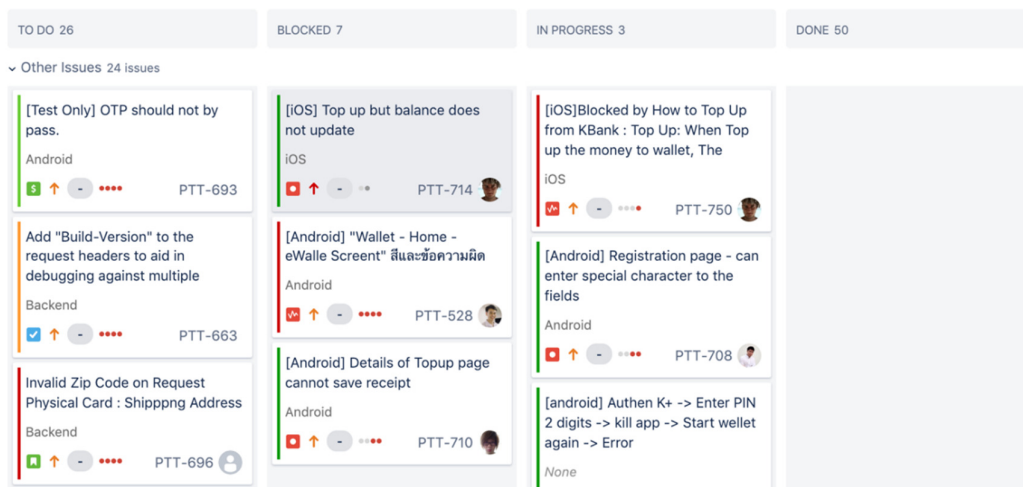 TO DO 26
BLOCKED 7
IN PROGRESS 3
DONE 50
Other Issues 24 issues
[Test Only] OTP should not by
pass.
Android
- PTT-693
Add "Build-Version" to the
request headers to aid in
debugging against multiple
Backend
- PTT-663
Invalid Zip Code on Request
Physical Card : Shipppng Address
Backend
- PTT-696
[iOS] Top up but balance does
not update
iOS
- PTT-714
[Android] "Wallet - Home -
eWalle Screent" สีและข้อความผิด
Android
- PTT-528
[Android] Details of Topup page
cannot save receipt
Android
- PTT-710
[iOS]Blocked by How to Top Up
from KBank : Top Up: When Top
up the money to wallet, The
iOS
- PTT-750
[Android] Registration page - can
enter special character to the
fields
Android
- PTT-708
[android] Authen K+ -> Enter PIN
2 digits -> kill app -> Start wellet
again -> Error
None